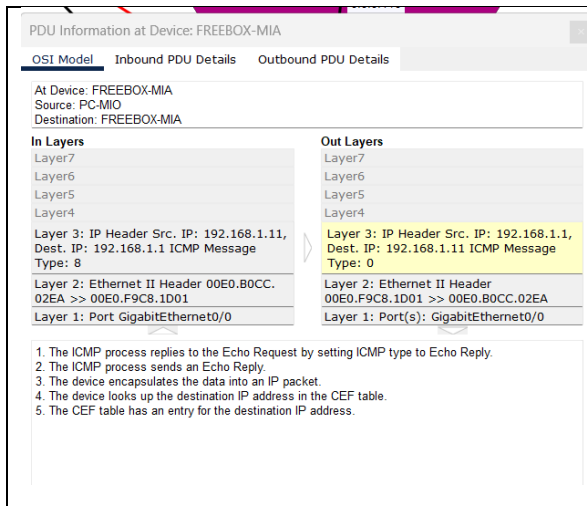 PDU Information at Device: FREEBOX-MIA
OSI Model Inbound PDU Details Outbound PDU Details
At Device: FREEBOX-MIA
Source: PC-MIO
Destination: FREEBOX-MIA
In Layers
Layer7
Layer6
Layer5
Layer4
Layer 3: IP Header Src. IP: 192.168.1.11,
Dest. IP: 192.168.1.1 ICMP Message
Type: 8
Layer 2: Ethernet II Header 00E0.B0CC.
02EA >> 00E0.F9C8.1D01
Layer 1: Port GigabitEthernet0/0
Out Layers
Layer7
Layer6
Layer5
Layer4
Layer 3: IP Header Src. IP: 192.168.1.1,
Dest. IP: 192.168.1.11 ICMP Message
Type: 0
Layer 2: Ethernet II Header
00E0.F9C8.1D01 >> 00E0.B0CC.02EA
Layer 1: Port(s): GigabitEthernet0/0
1. The ICMP process replies to the Echo Request by setting ICMP type to Echo Reply.
2. The ICMP process sends an Echo Reply.
3. The device encapsulates the data into an IP packet.
4. The device looks up the destination IP address in the CEF table.
5. The CEF table has an entry for the destination IP address.